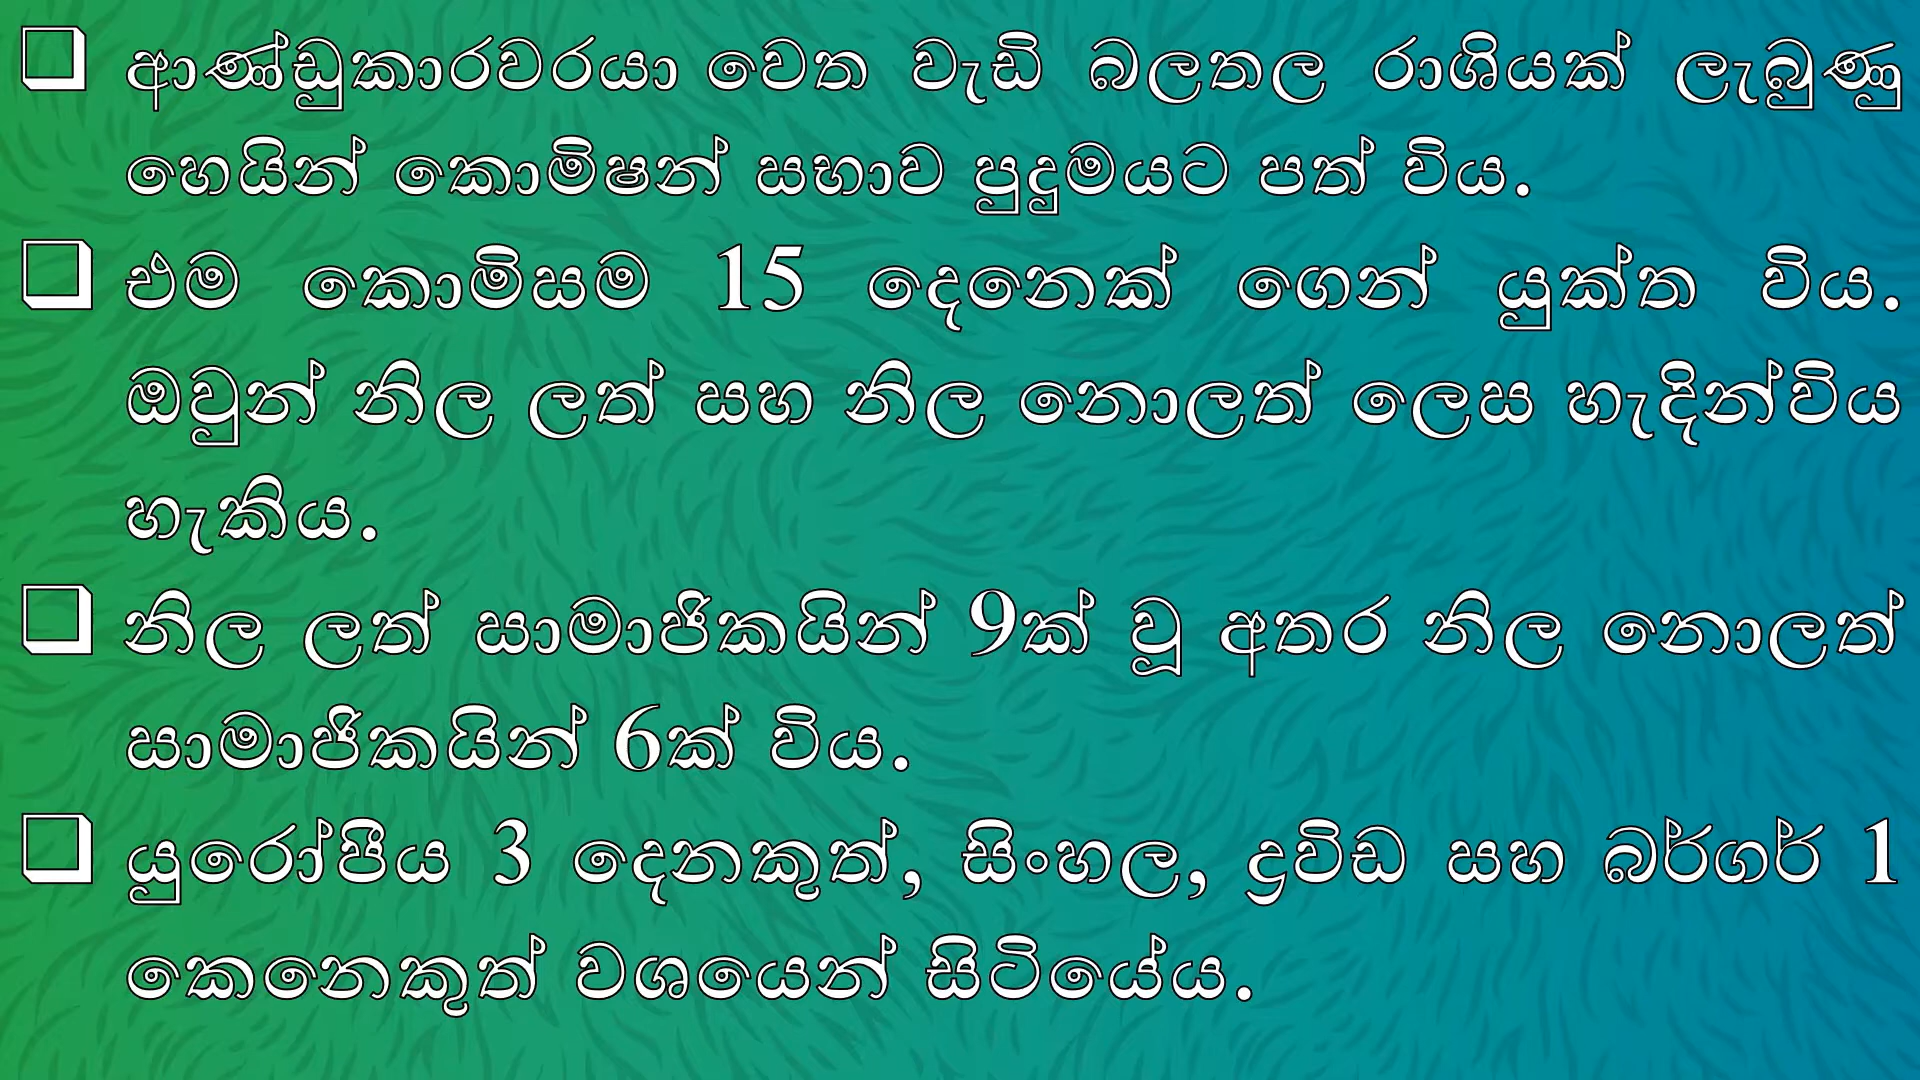 ❑ ආණ්ඩුකාරවරයා වෙත වැඩි බලතල රාශියක් ලැබුණු
හෙයින් කොමිෂන් සභාව පුදුමයට පත් විය.
❑ එම කොමිසම 15 දෙනෙක් ගෙන් යුක්ත විය.
ඔවුන් නිල ලත් සහ නිල නොලත් ලෙස හැදින්විය
හැකිය.
❑ නිල ලත් සාමාජිකයින් 9ක් වූ අතර නිල නොලත්
සාමාජිකයින් 6ක් විය.
❑ යුරෝපීය 3 දෙනකුත්, සිංහල, ද්‍රවිඩ සහ බර්ගර් 1
කෙනෙකුත් වශයෙන් සිටියේය.